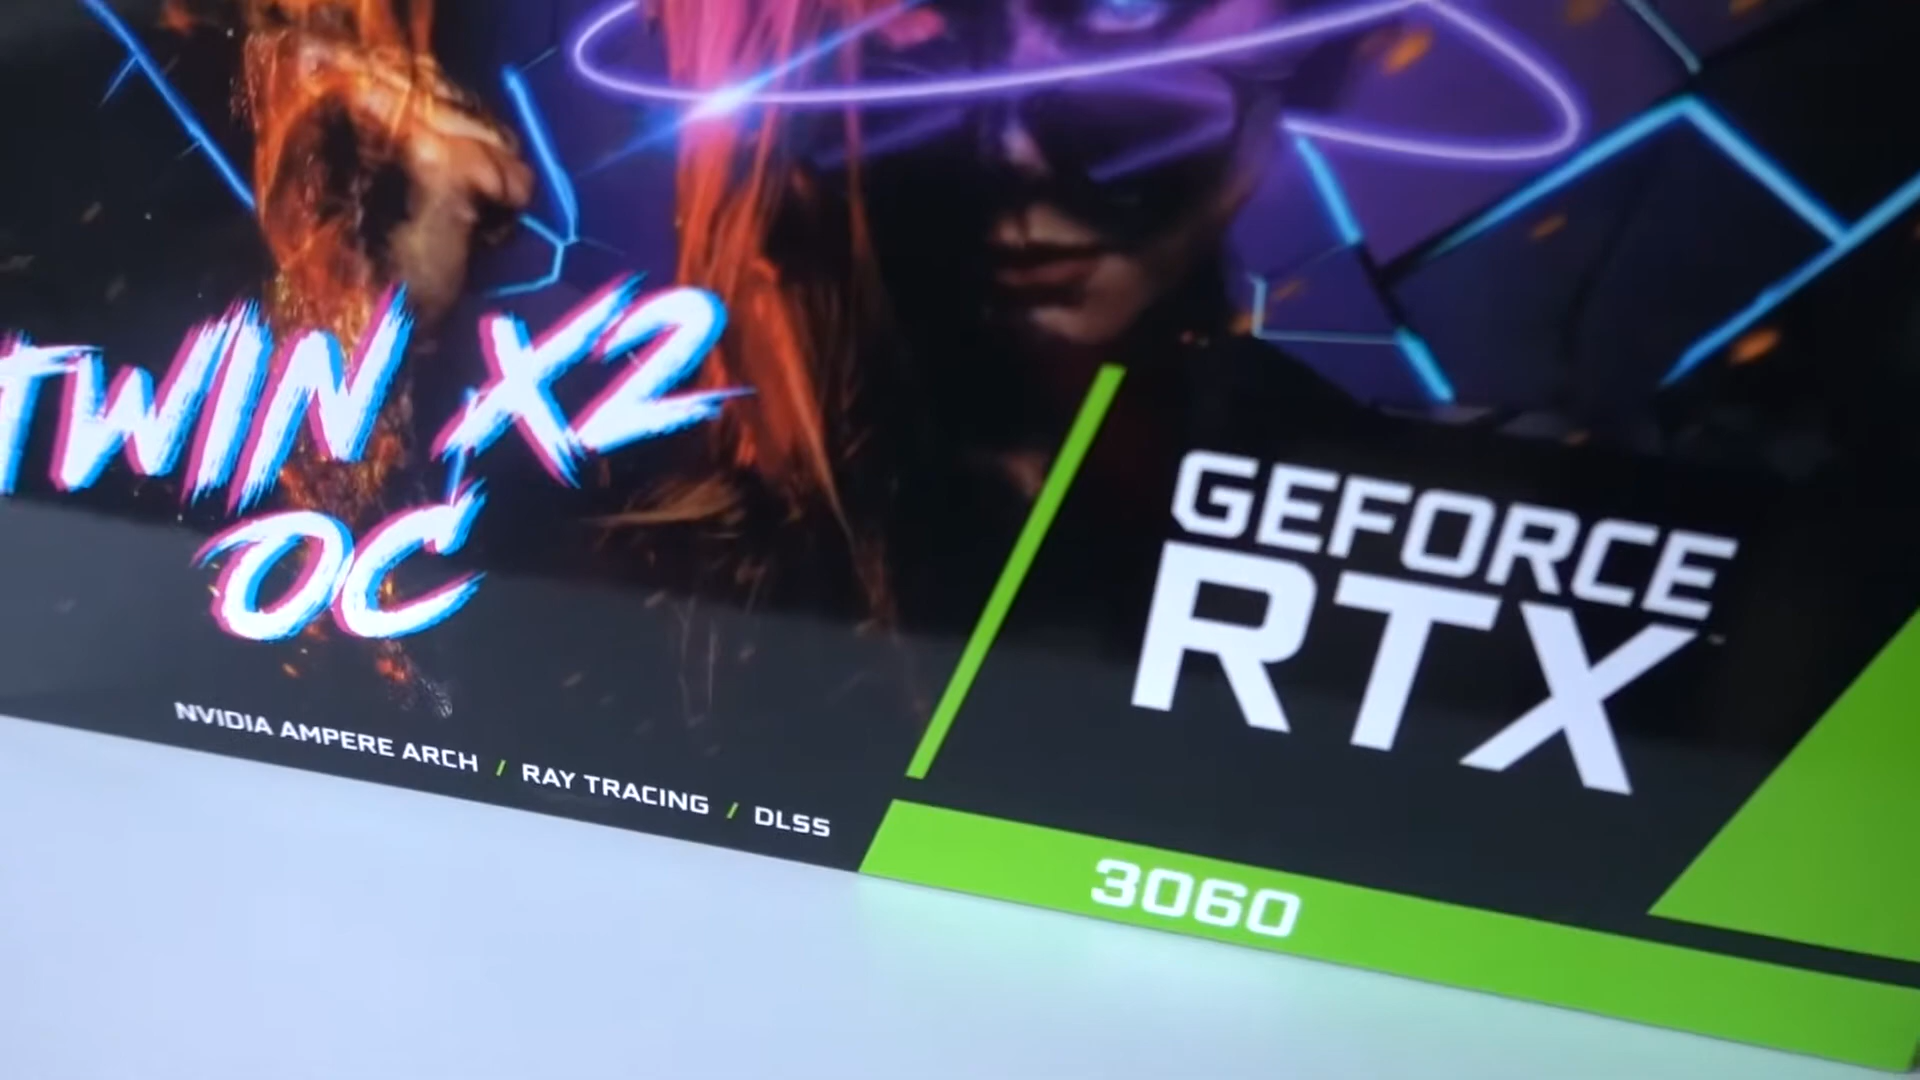 TWIN X2
OC
NVIDIA AMPERE ARCH / RAY TRACING / DLSS
GEFORCE
RTX
3060